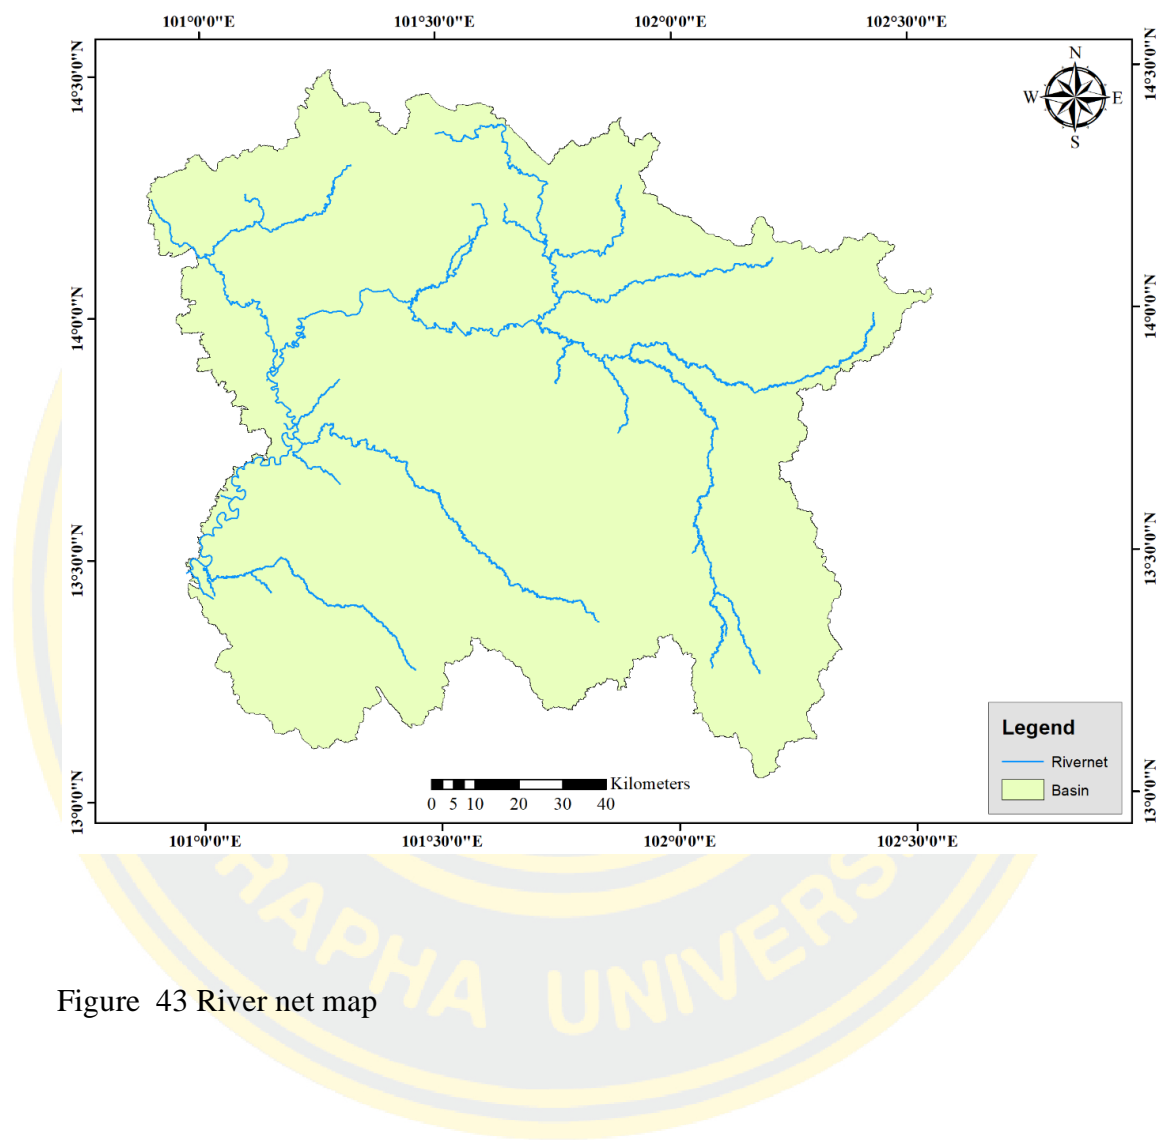 101°0'0"E 101°30'0"E 102°0'0"E 102°30'0"E
14°30'0"N 14°30'0"N
N
W E
S
14°0'0"N 14°0'0"N
13°30'0"N 13°30'0"N
13°0'0"N 13°0'0"N
Legend
Rivernet
Basin
Kilometers
0 5 10 20 30 40
101°0'0"E 101°30'0"E 102°0'0"E 102°30'0"E
RAPHA UNIVERS
Figure 43 River net map